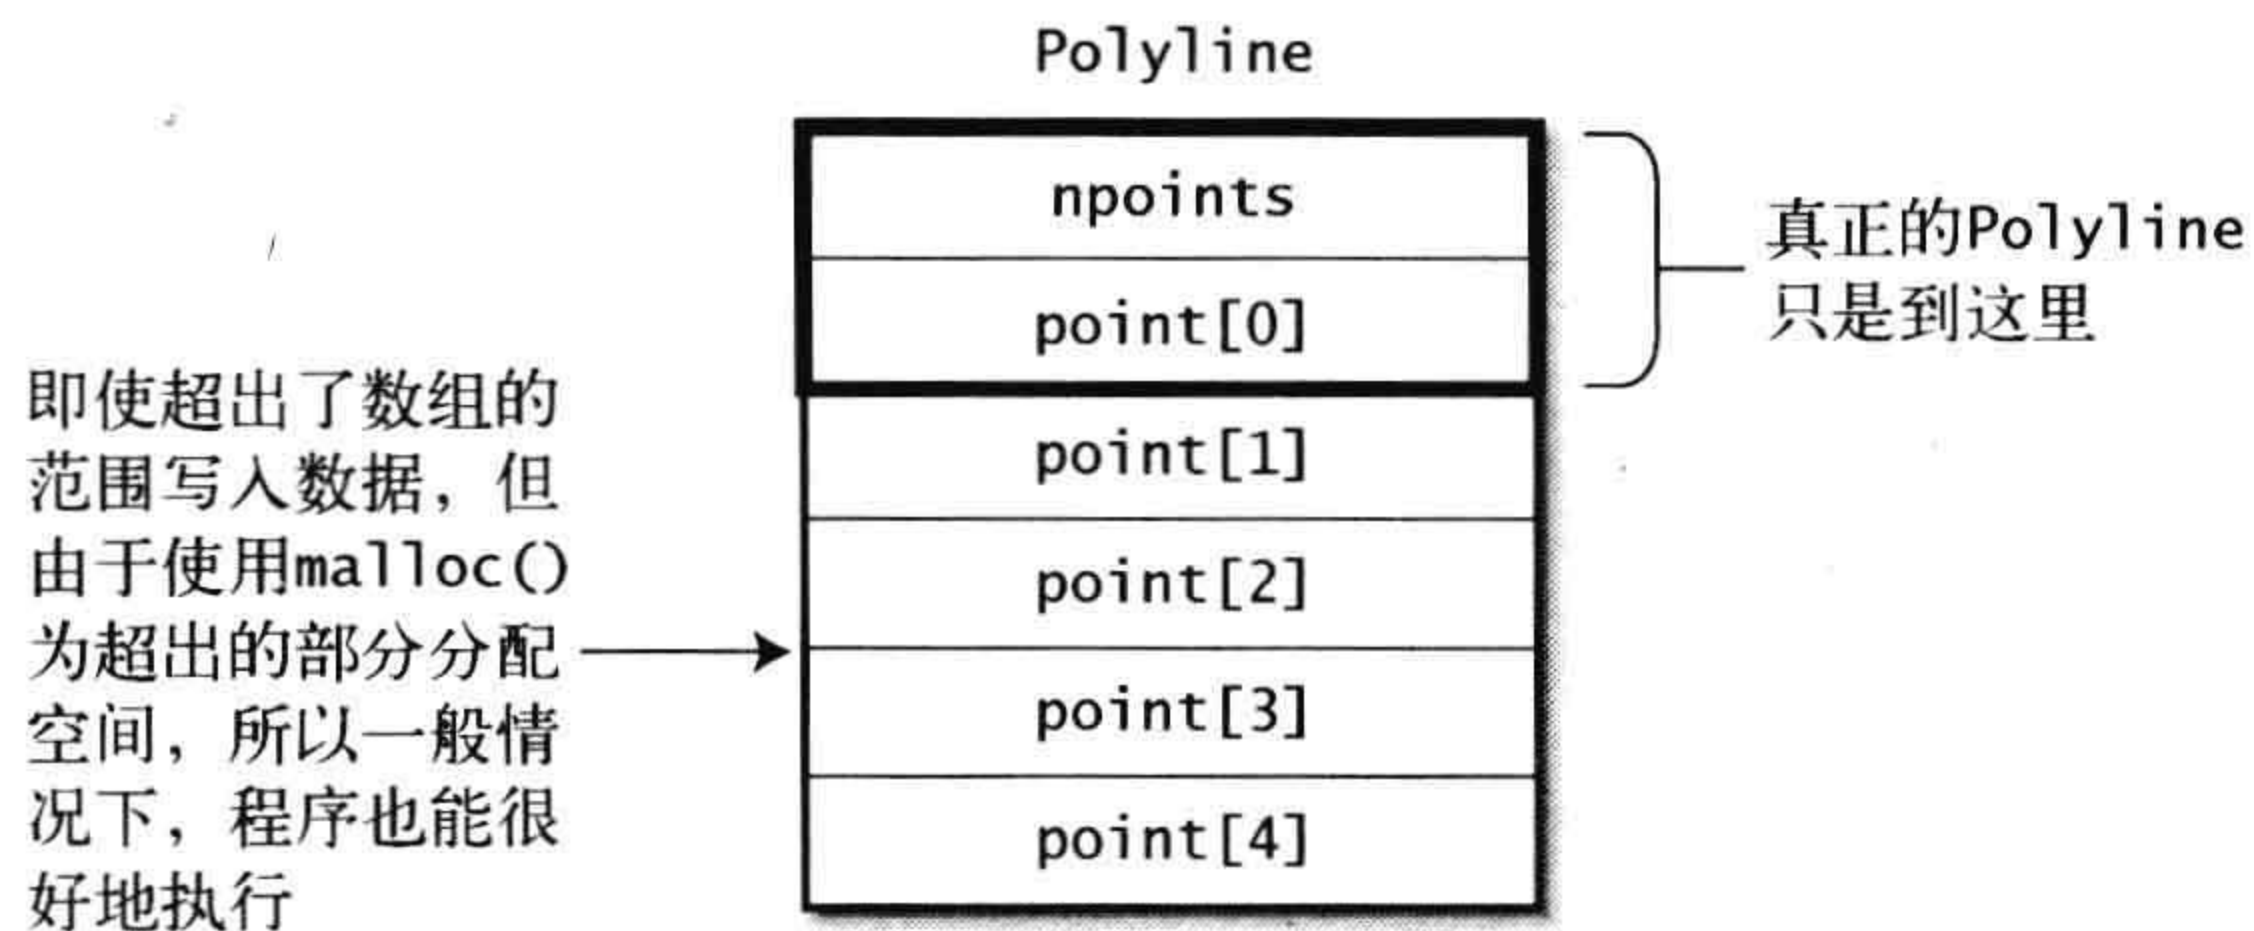 Polyline
npoints
point[0]
point[1]
point[2]
point[3]
point[4]
真正的Polyline
只是到这里
即使超出了数组的
范围写入数据，但
由于使用malloc()
为超出的部分分配
空间，所以一般情
况下，程序也能很
好地执行